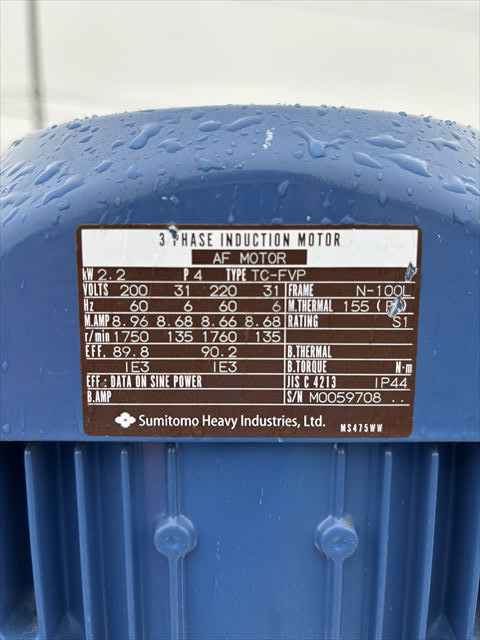 3 PHASE INDUCTION MOTOR
AF MOTOR
kW 2.2 P 4 TYPE TC-FVP
VOLTS 200 31 220 31 FRAME N-100L
Hz 60 6 60 6 M.THERMAL 155 (F)
M.AMP 8.96 8.68 8.66 8.68 RATING S1
r/min 1750 135 1760 135
EFF. 89.8 90.2 B.THERMAL
IE3 IE3 B.TORQUE N-m
EFF : DATA ON SINE POWER JIS C 4213 IP44
B.AMP S/N M0059708 ..
Sumitomo Heavy Industries, Ltd.
MS475WW